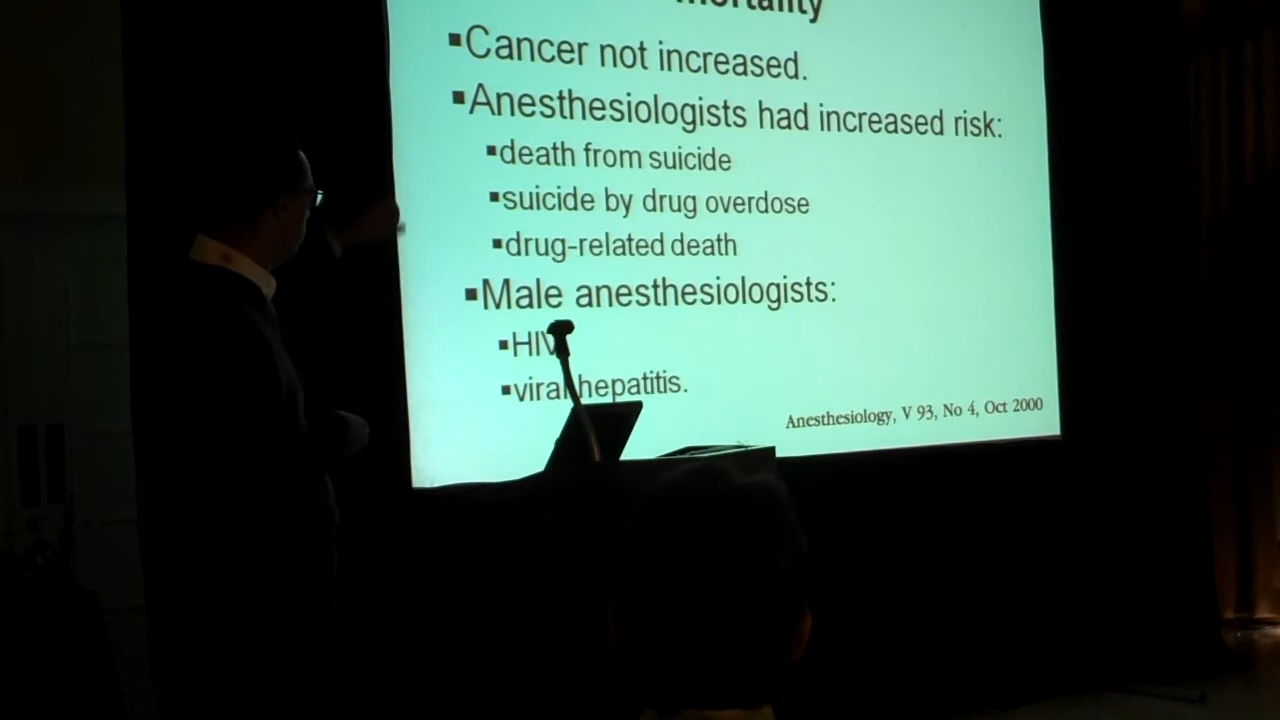 mortality
▪Cancer not increased.
▪Anesthesiologists had increased risk:
▪death from suicide
▪suicide by drug overdose
▪drug-related death
▪Male anesthesiologists:
▪HIV
▪viral hepatitis.
Anesthesiology, V 93, No 4, Oct 2000